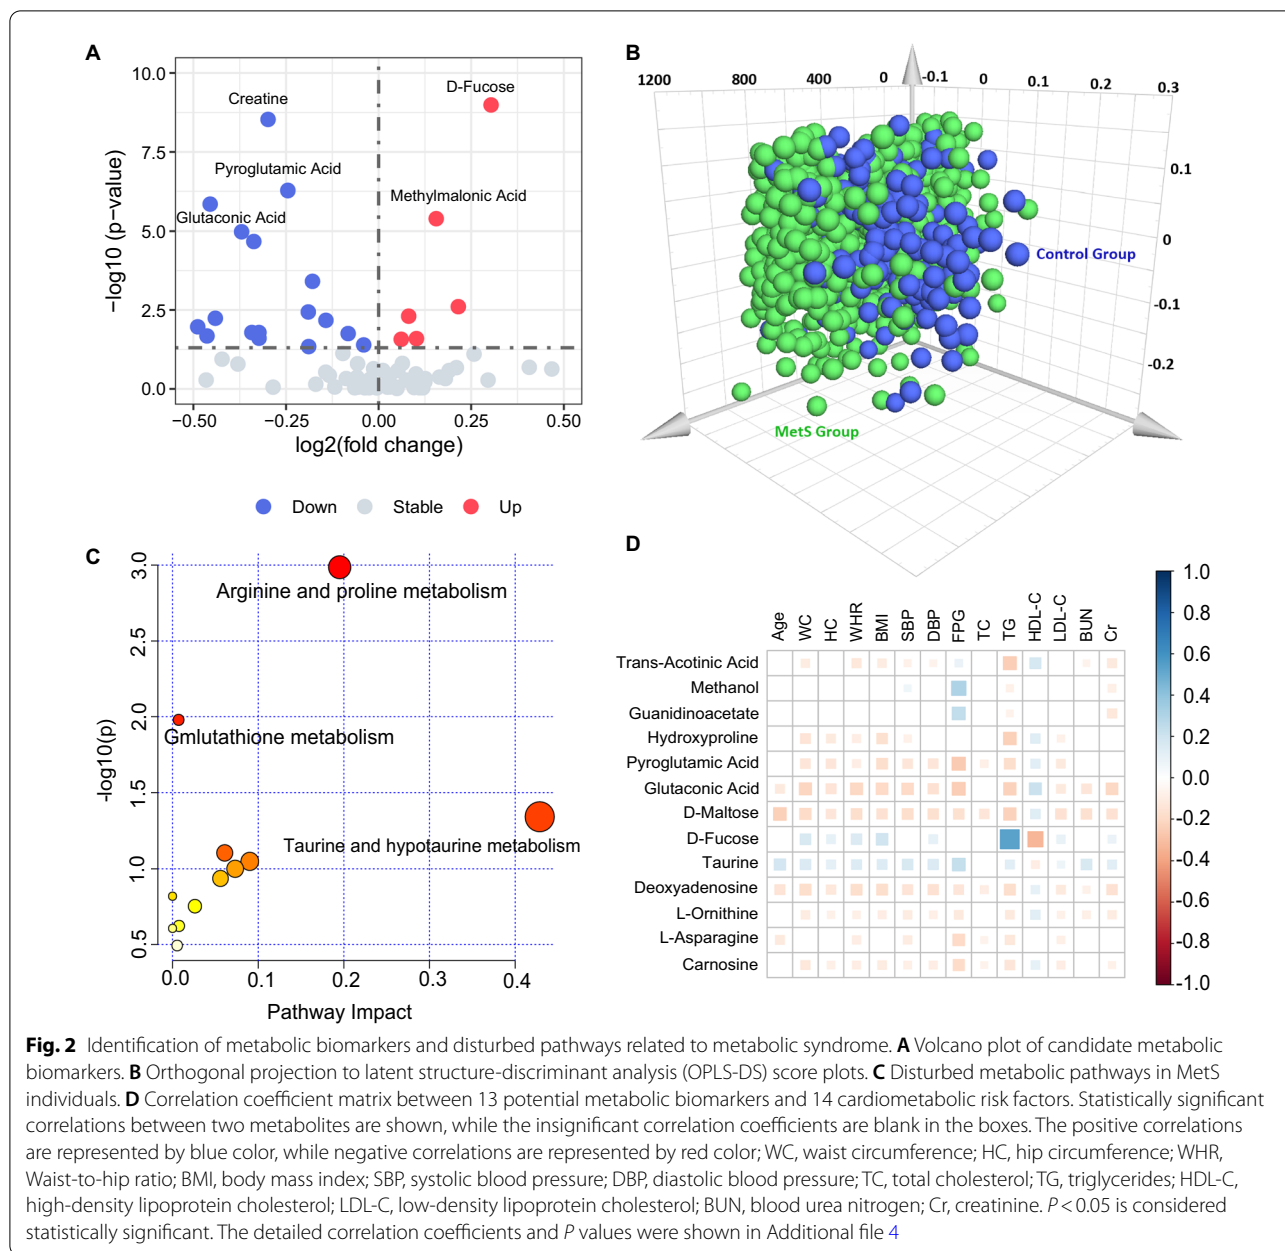 A
10.0
7.5
5.0
2.5
0.0
−log10 (p−value)
Creatine
D-Fucose
Pyroglutamic Acid
Methylmalonic Acid
Glutaconic Acid
−0.50
−0.25
0.00
0.25
0.50
log2(fold change)
Down
Stable
Up
B
1200
800
400
0
-0.1
0
0.1
0.2
0.3
0.1
0
-0.1
-0.2
Control Group
MetS Group
C
3.0
2.5
2.0
1.5
1.0
0.5
-log10(p)
Arginine and proline metabolism
Gmlutathione metabolism
Taurine and hypotaurine metabolism
0.0
0.1
0.2
0.3
0.4
Pathway Impact
D
Age
WC
HC
WHR
BMI
SBP
DBP
FPG
TC
TG
HDL-C
LDL-C
BUN
Cr
Trans-Acotinic Acid
Methanol
Guanidinoacetate
Hydroxyproline
Pyroglutamic Acid
Glutaconic Acid
D-Maltose
D-Fucose
Taurine
Deoxyadenosine
L-Ornithine
L-Asparagine
Carnosine
1.0
0.8
0.6
0.4
0.2
0.0
-0.2
-0.4
-0.6
-0.8
-1.0
Fig. 2 Identification of metabolic biomarkers and disturbed pathways related to metabolic syndrome. A Volcano plot of candidate metabolic
biomarkers. B Orthogonal projection to latent structure-discriminant analysis (OPLS-DS) score plots. C Disturbed metabolic pathways in MetS
individuals. D Correlation coefficient matrix between 13 potential metabolic biomarkers and 14 cardiometabolic risk factors. Statistically significant
correlations between two metabolites are shown, while the insignificant correlation coefficients are blank in the boxes. The positive correlations
are represented by blue color, while negative correlations are represented by red color; WC, waist circumference; HC, hip circumference; WHR,
Waist-to-hip ratio; BMI, body mass index; SBP, systolic blood pressure; DBP, diastolic blood pressure; TC, total cholesterol; TG, triglycerides; HDL-C,
high-density lipoprotein cholesterol; LDL-C, low-density lipoprotein cholesterol; BUN, blood urea nitrogen; Cr, creatinine. P < 0.05 is considered
statistically significant. The detailed correlation coefficients and P values were shown in Additional file 4